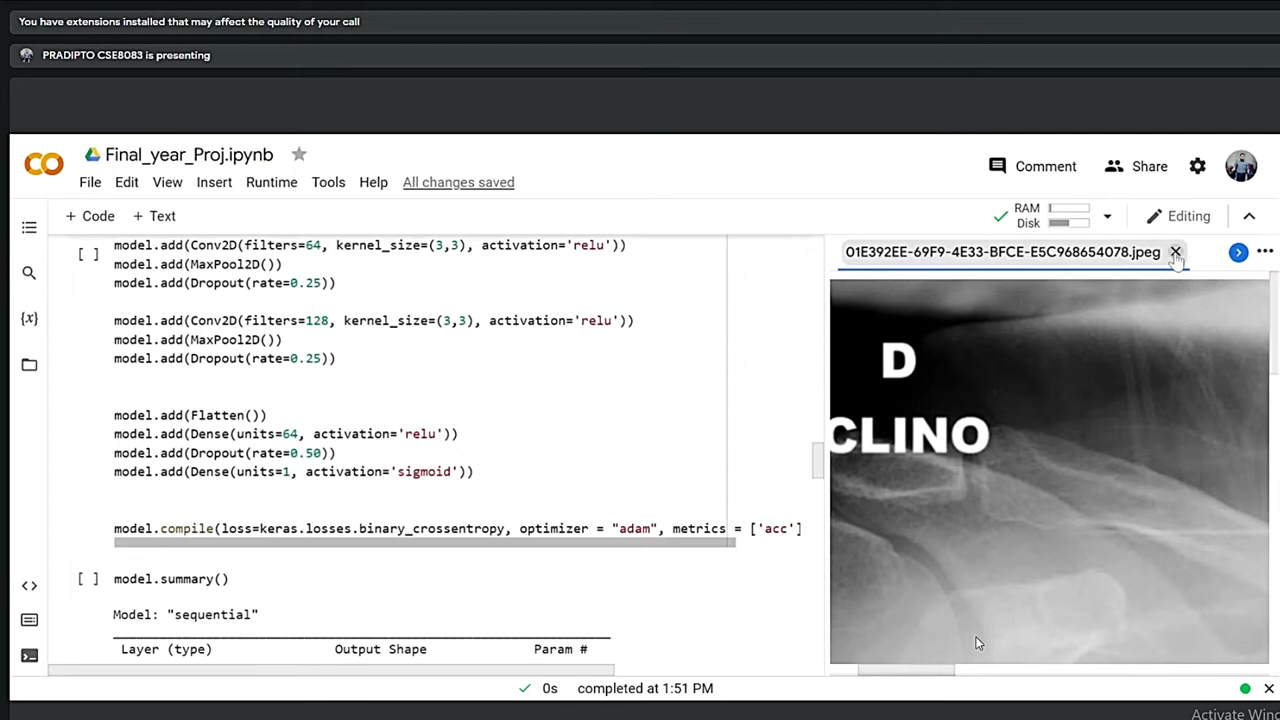 You have extensions installed that may affect the quality of your call
PRADIPTO CSE8083 is presenting
CO Final_year_Proj.ipynb
Comment Share
File Edit View Insert Runtime Tools Help All changes saved
+ Code + Text
RAM
Disk
Editing
[ ] model.add(Conv2D(filters=64, kernel_size=(3,3), activation='relu'))
model.add(MaxPool2D())
model.add(Dropout(rate=0.25))
model.add(Conv2D(filters=128, kernel_size=(3,3), activation='relu'))
model.add(MaxPool2D())
model.add(Dropout(rate=0.25))
model.add(Flatten())
model.add(Dense(units=64, activation='relu'))
model.add(Dropout(rate=0.50))
model.add(Dense(units=1, activation='sigmoid'))
model.compile(loss=keras.losses.binary_crossentropy, optimizer = "adam", metrics = ['acc']
[ ] model.summary()
Model: "sequential"
Layer (type) Output Shape Param #
01E392EE-69F9-4E33-BFCE-E5C968654078.jpeg
D
CLINO
0s completed at 1:51 PM
Activate Wind